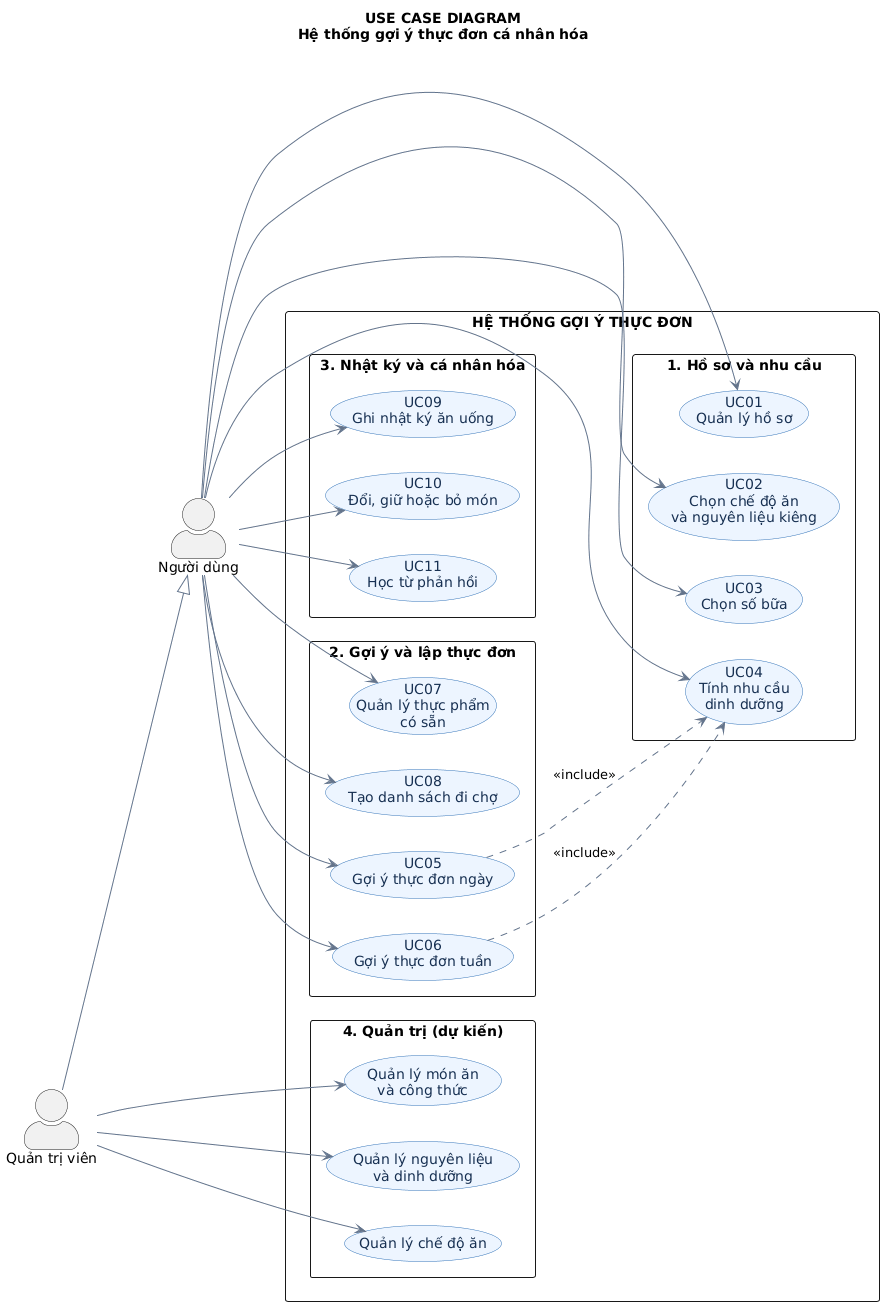 USE CASE DIAGRAM
Hệ thống gợi ý thực đơn cá nhân hóa
HỆ THỐNG GỢI Ý THỰC ĐƠN
3. Nhật ký và cá nhân hóa
UC09
Ghi nhật ký ăn uống
UC10
Đổi, giữ hoặc bỏ món
UC11
Học từ phản hồi
1. Hồ sơ và nhu cầu
UC01
Quản lý hồ sơ
UC02
Chọn chế độ ăn
và nguyên liệu kiêng
UC03
Chọn số bữa
UC04
Tính nhu cầu
dinh dưỡng
Người dùng
2. Gợi ý và lập thực đơn
UC07
Quản lý thực phẩm
có sẵn
UC08
Tạo danh sách đi chợ
UC05
Gợi ý thực đơn ngày
UC06
Gợi ý thực đơn tuần
«include»
«include»
4. Quản trị (dự kiến)
Quản lý món ăn
và công thức
Quản lý nguyên liệu
và dinh dưỡng
Quản lý chế độ ăn
Quản trị viên